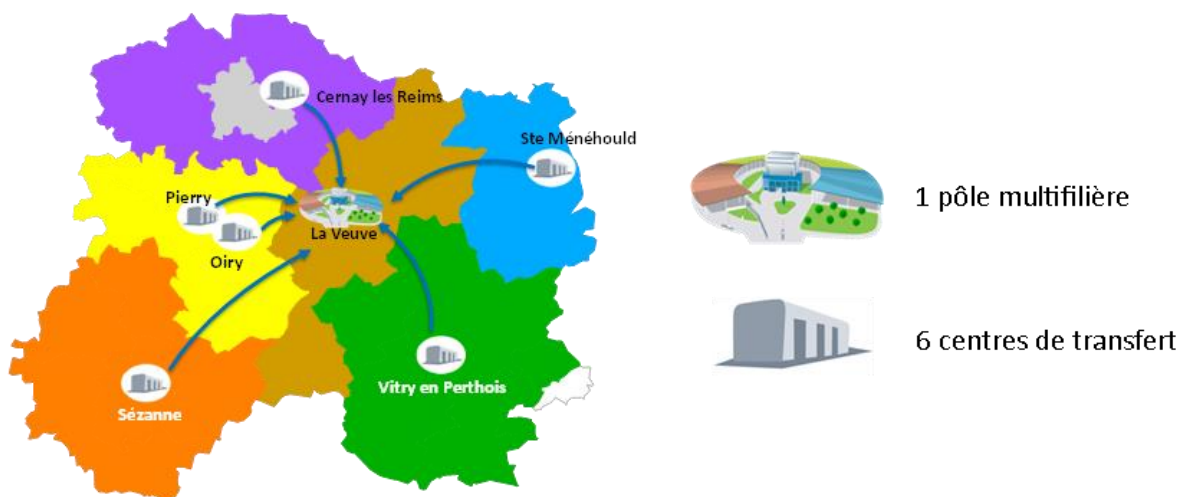 Cernay les Reims
Ste Ménéhould
Pierry
La Veuve
Oiry
Vitry en Perthois
Sézanne
1 pôle multifilière
6 centres de transfert